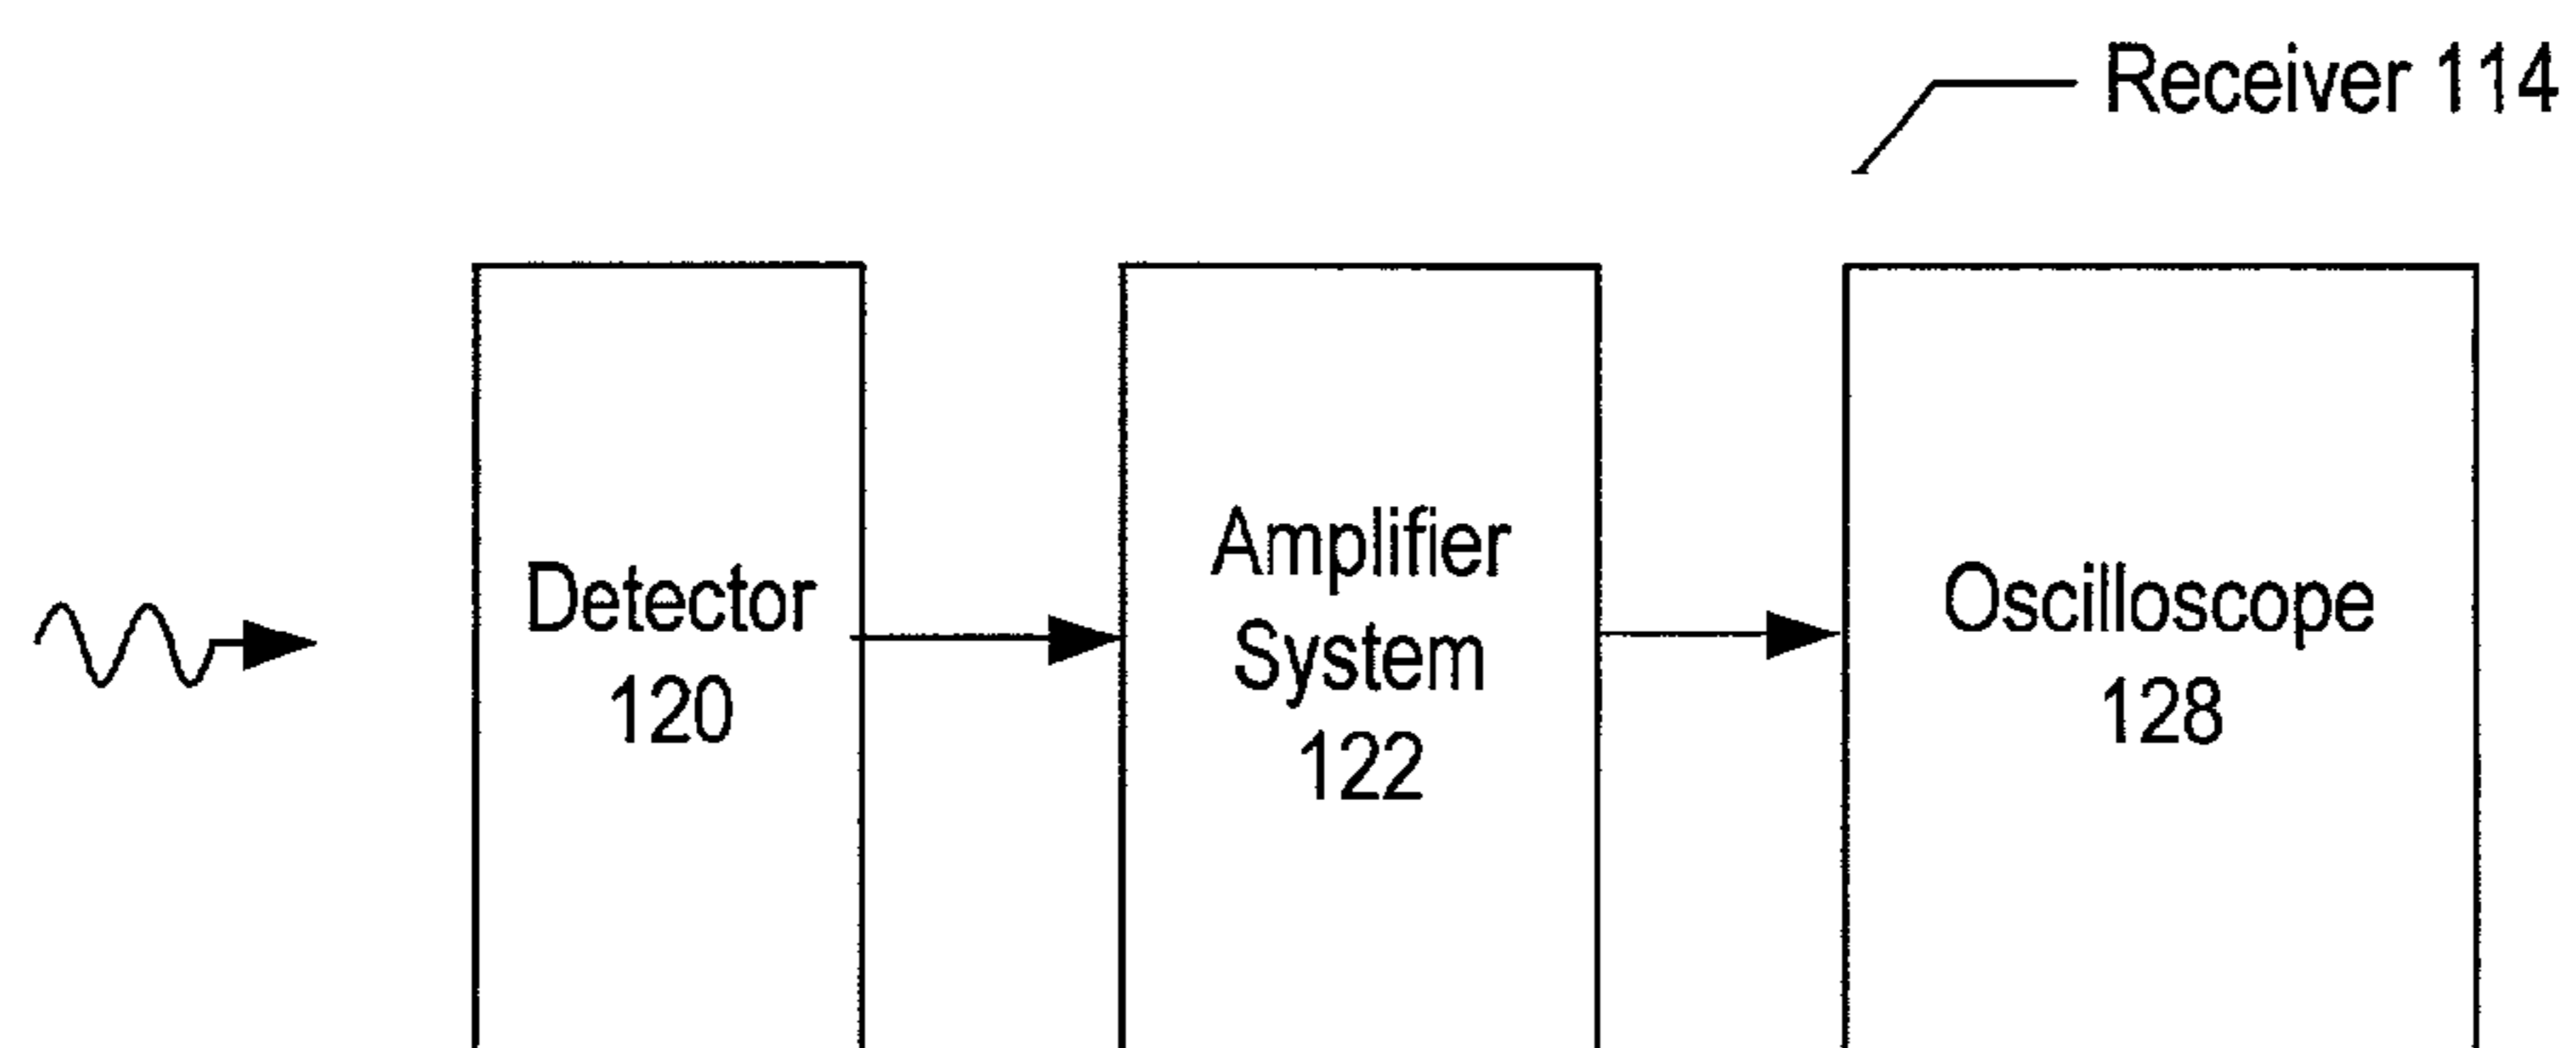 Receiver 114
Detector
120
Amplifier
System
122
Oscilloscope
128